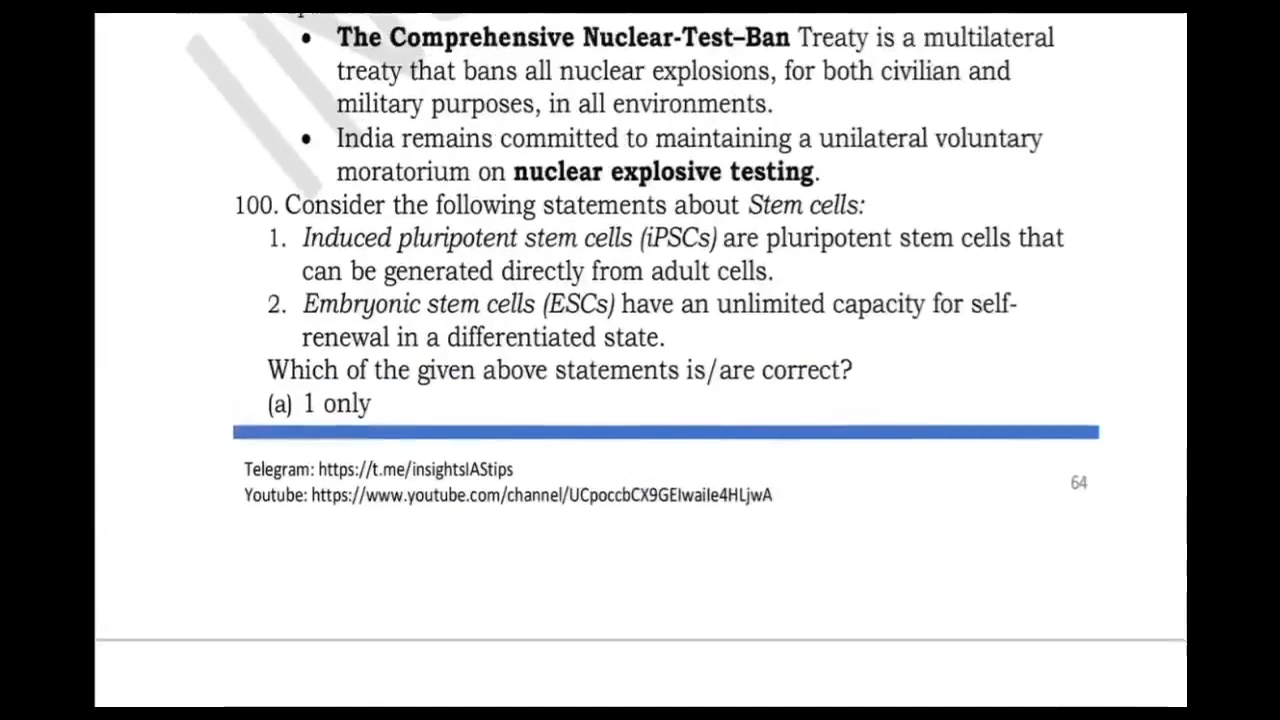 • The Comprehensive Nuclear-Test–Ban Treaty is a multilateral
treaty that bans all nuclear explosions, for both civilian and
military purposes, in all environments.
• India remains committed to maintaining a unilateral voluntary
moratorium on nuclear explosive testing.
100. Consider the following statements about Stem cells:
1. Induced pluripotent stem cells (iPSCs) are pluripotent stem cells that
can be generated directly from adult cells.
2. Embryonic stem cells (ESCs) have an unlimited capacity for self-
renewal in a differentiated state.
Which of the given above statements is/are correct?
(a) 1 only
Telegram: https://t.me/insightsIAStips
Youtube: https://www.youtube.com/channel/UCpoccbCX9GEIwaiIe4HLjwA
64